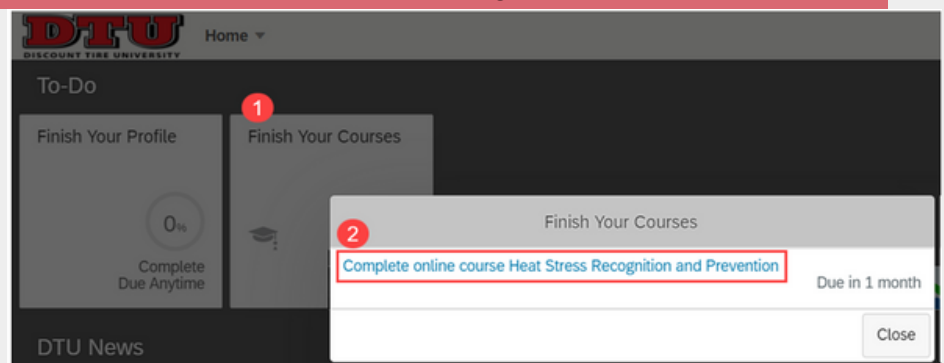 DTU
DISCOUNT TIRE UNIVERSITY
Home
To-Do
1
Finish Your Profile
Finish Your Courses
0%
Complete
Due Anytime
2
Finish Your Courses
Complete online course Heat Stress Recognition and Prevention
Due in 1 month
Close
DTU News